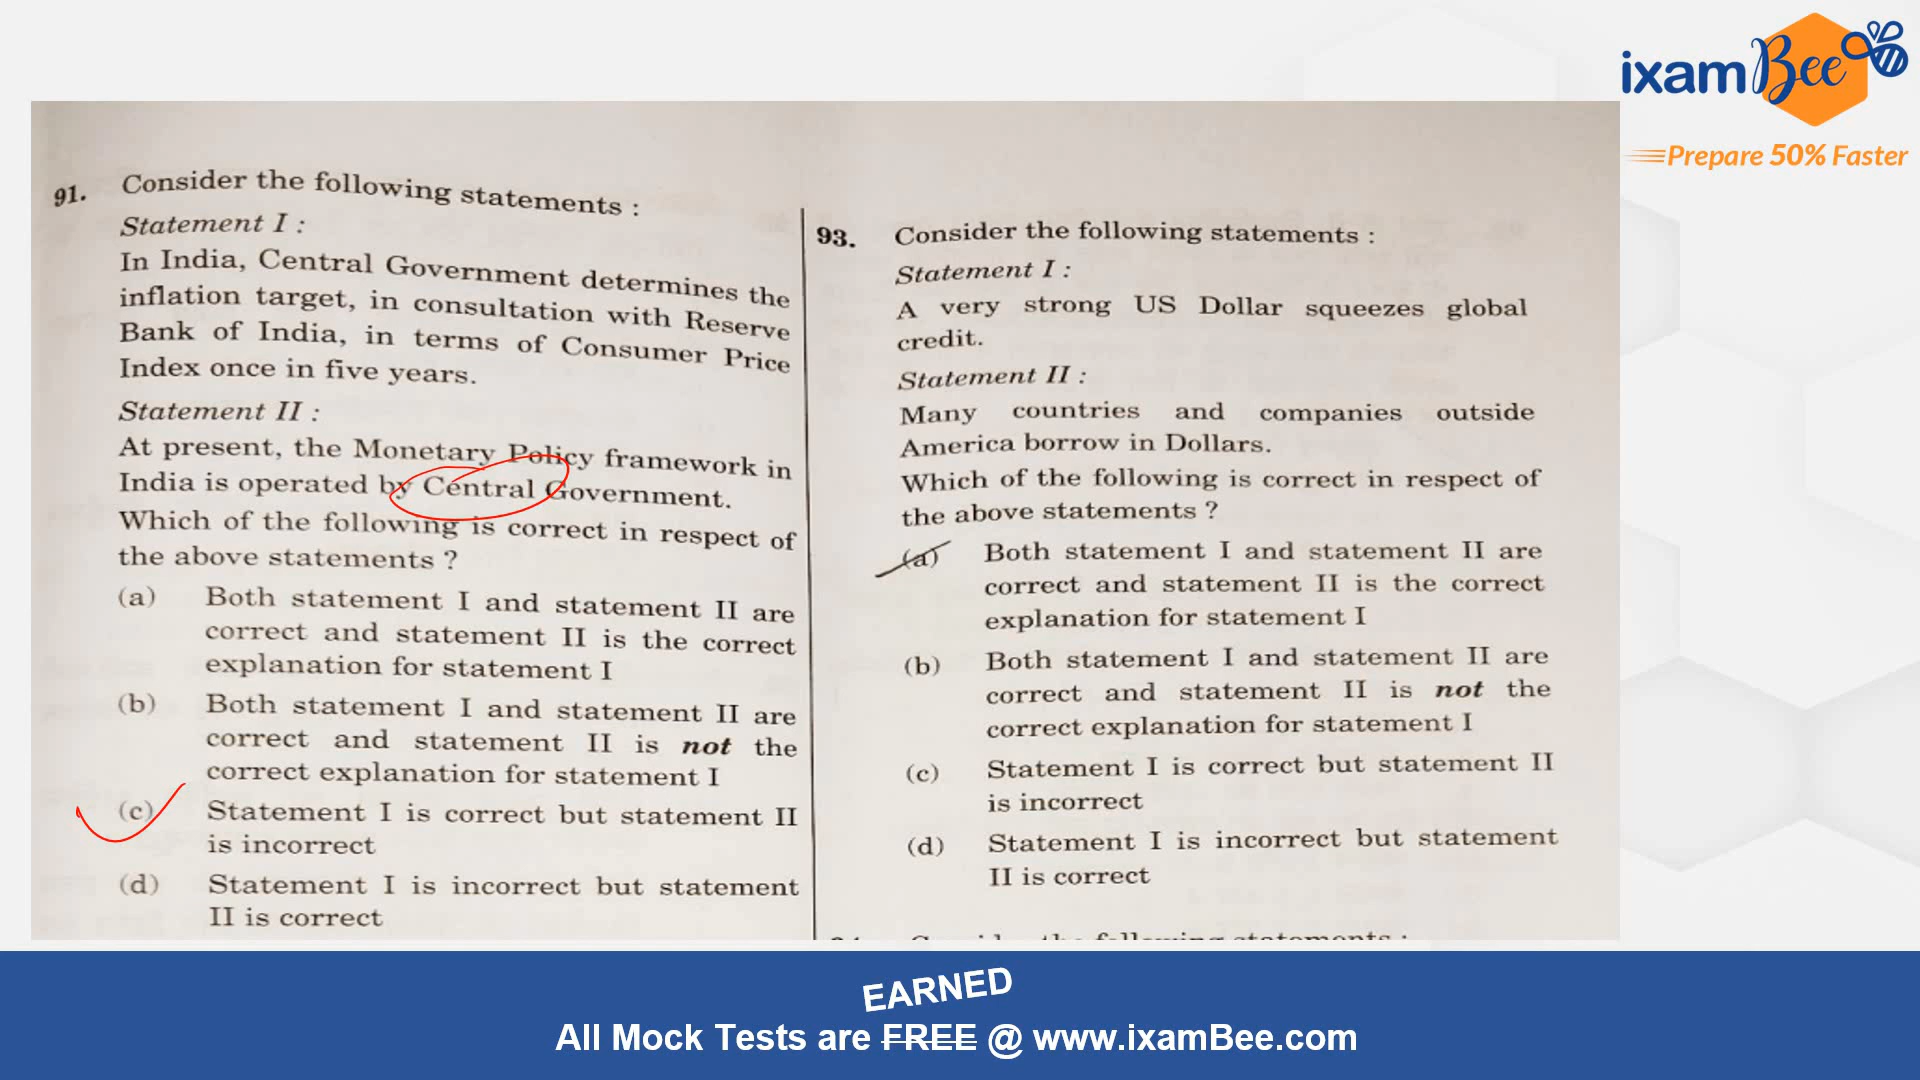 ixamBee
Prepare 50% Faster
91. Consider the following statements :
Statement I :
In India, Central Government determines the
inflation target, in consultation with Reserve
Bank of India, in terms of Consumer Price
Index once in five years.
Statement II :
At present, the Monetary Policy framework in
India is operated by Central Government.
Which of the following is correct in respect of
the above statements ?
(a) Both statement I and statement II are
correct and statement II is the correct
explanation for statement I
(b) Both statement I and statement II are
correct and statement II is not the
correct explanation for statement I
(c) Statement I is correct but statement II
is incorrect
(d) Statement I is incorrect but statement
II is correct
93. Consider the following statements :
Statement I :
A very strong US Dollar squeezes global
credit.
Statement II :
Many countries and companies outside
America borrow in Dollars.
Which of the following is correct in respect of
the above statements ?
(a) Both statement I and statement II are
correct and statement II is the correct
explanation for statement I
(b) Both statement I and statement II are
correct and statement II is not the
correct explanation for statement I
(c) Statement I is correct but statement II
is incorrect
(d) Statement I is incorrect but statement
II is correct
EARNED
All Mock Tests are FREE @ www.ixamBee.com